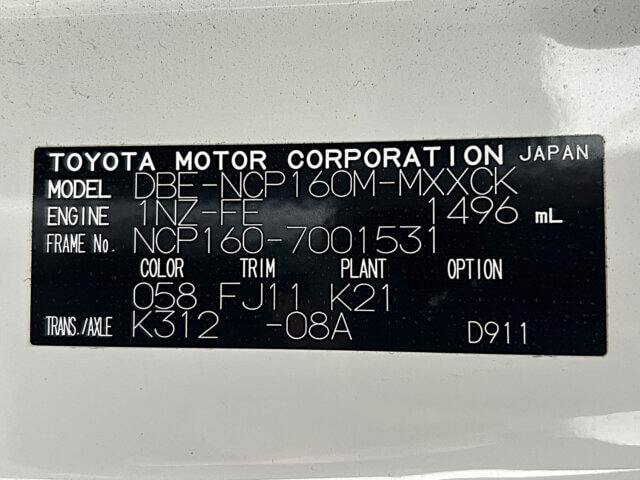 TOYOTA MOTOR CORPORATION JAPAN
MODEL DBE-NCP160M-MXXCK
ENGINE 1NZ-FE 1496 mL
FRAME No. NCP160-7001531
COLOR TRIM PLANT OPTION
058 FJ11 K21
TRANS./AXLE K312 -08A D911